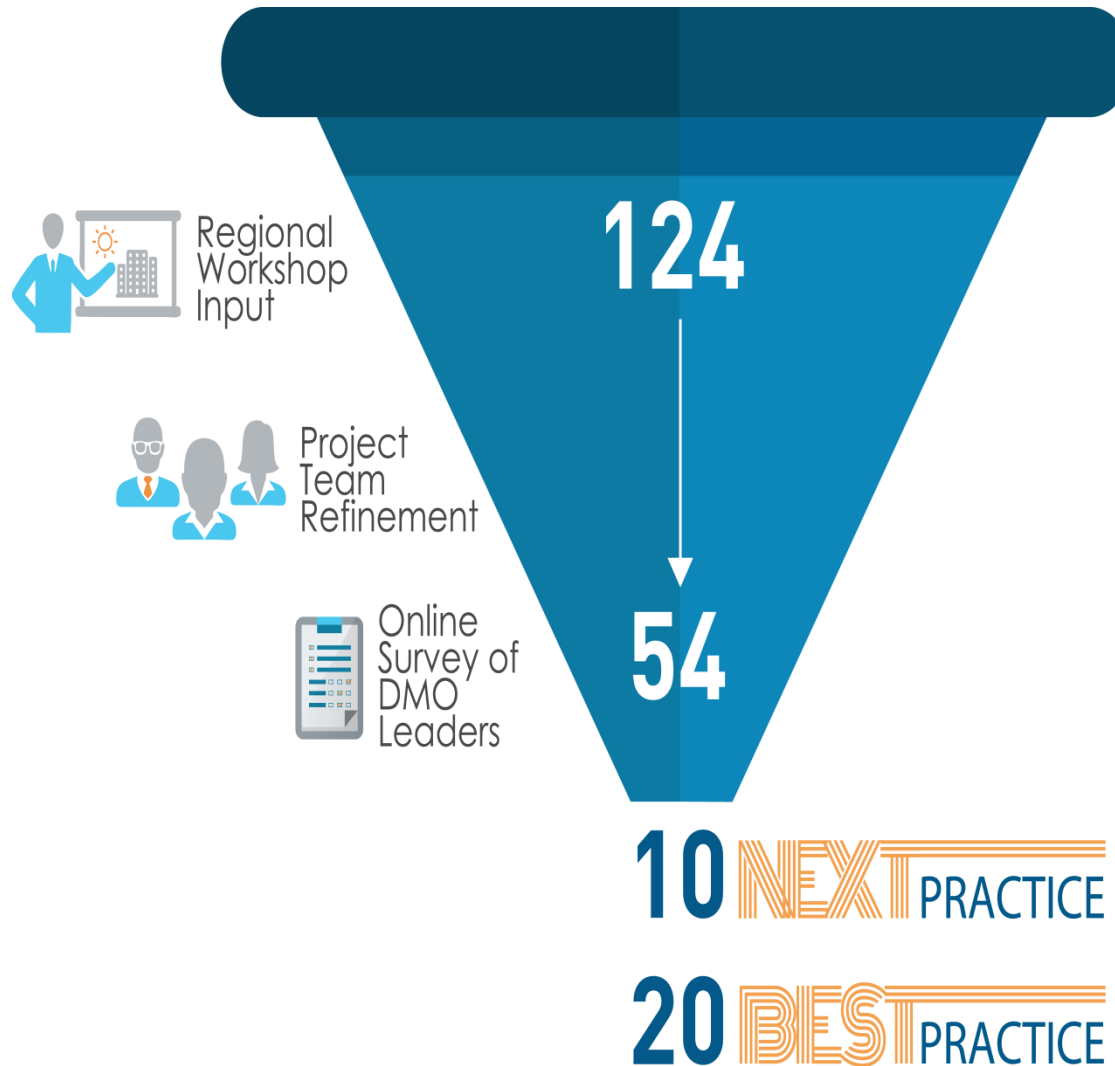 Regional
Workshop
Input
124
Project
Team
Refinement
Online
Survey of
DMO
Leaders
54
10 NEXT PRACTICE
20 BEST PRACTICE